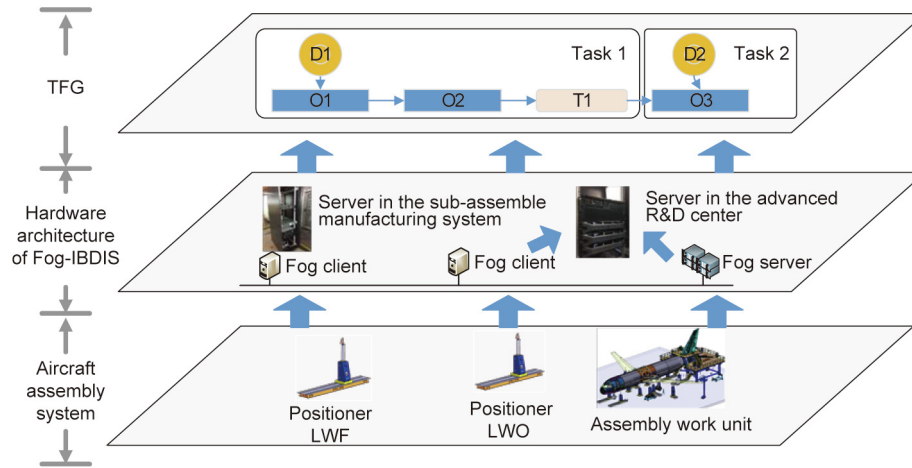 TFG
D1
Task 1
D2
Task 2
O1
O2
T1
O3
Hardware
architecture
of Fog-IBDIS
Server in the sub-assemble
manufacturing system
Server in the advanced
R&D center
Fog client
Fog client
Fog server
Aircraft
assembly
system
Positioner
LWF
Positioner
LWO
Assembly work unit